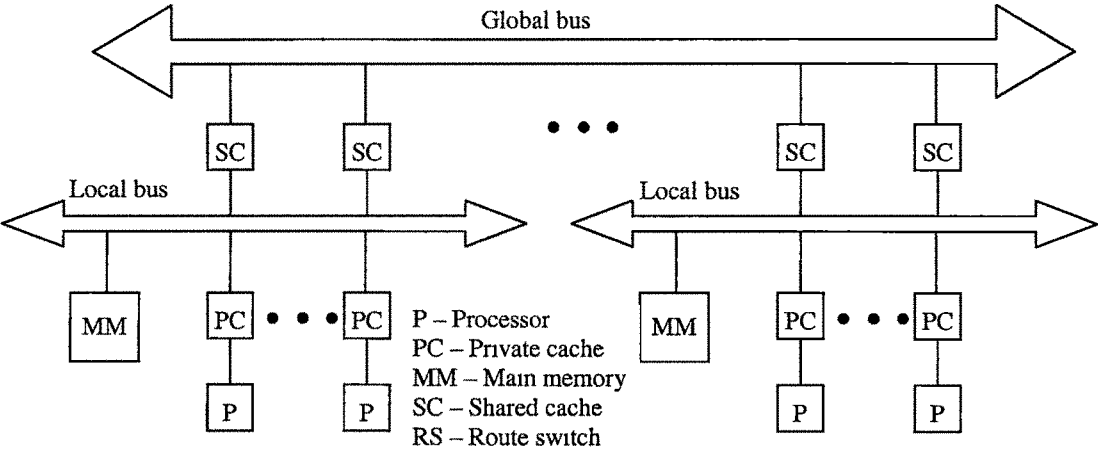 Global bus
SC
SC
SC
SC
Local bus
Local bus
MM
PC
PC
MM
PC
PC
P – Processor
PC – Private cache
MM – Main memory
SC – Shared cache
RS – Route switch
P
P
P
P